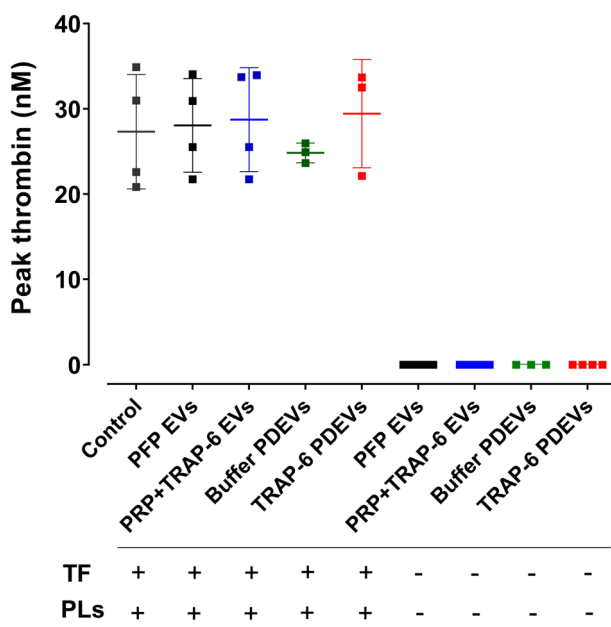 40
30
20
10
0
Peak thrombin (nM)
Control
PFP EVs
PRP+TRAP-6 EVs
Buffer PDEVs
TRAP-6 PDEVs
PFP EVs
PRP+TRAP-6 EVs
Buffer PDEVs
TRAP-6 PDEVs
TF + + + + + - - - -
PLs + + + + + - - - -